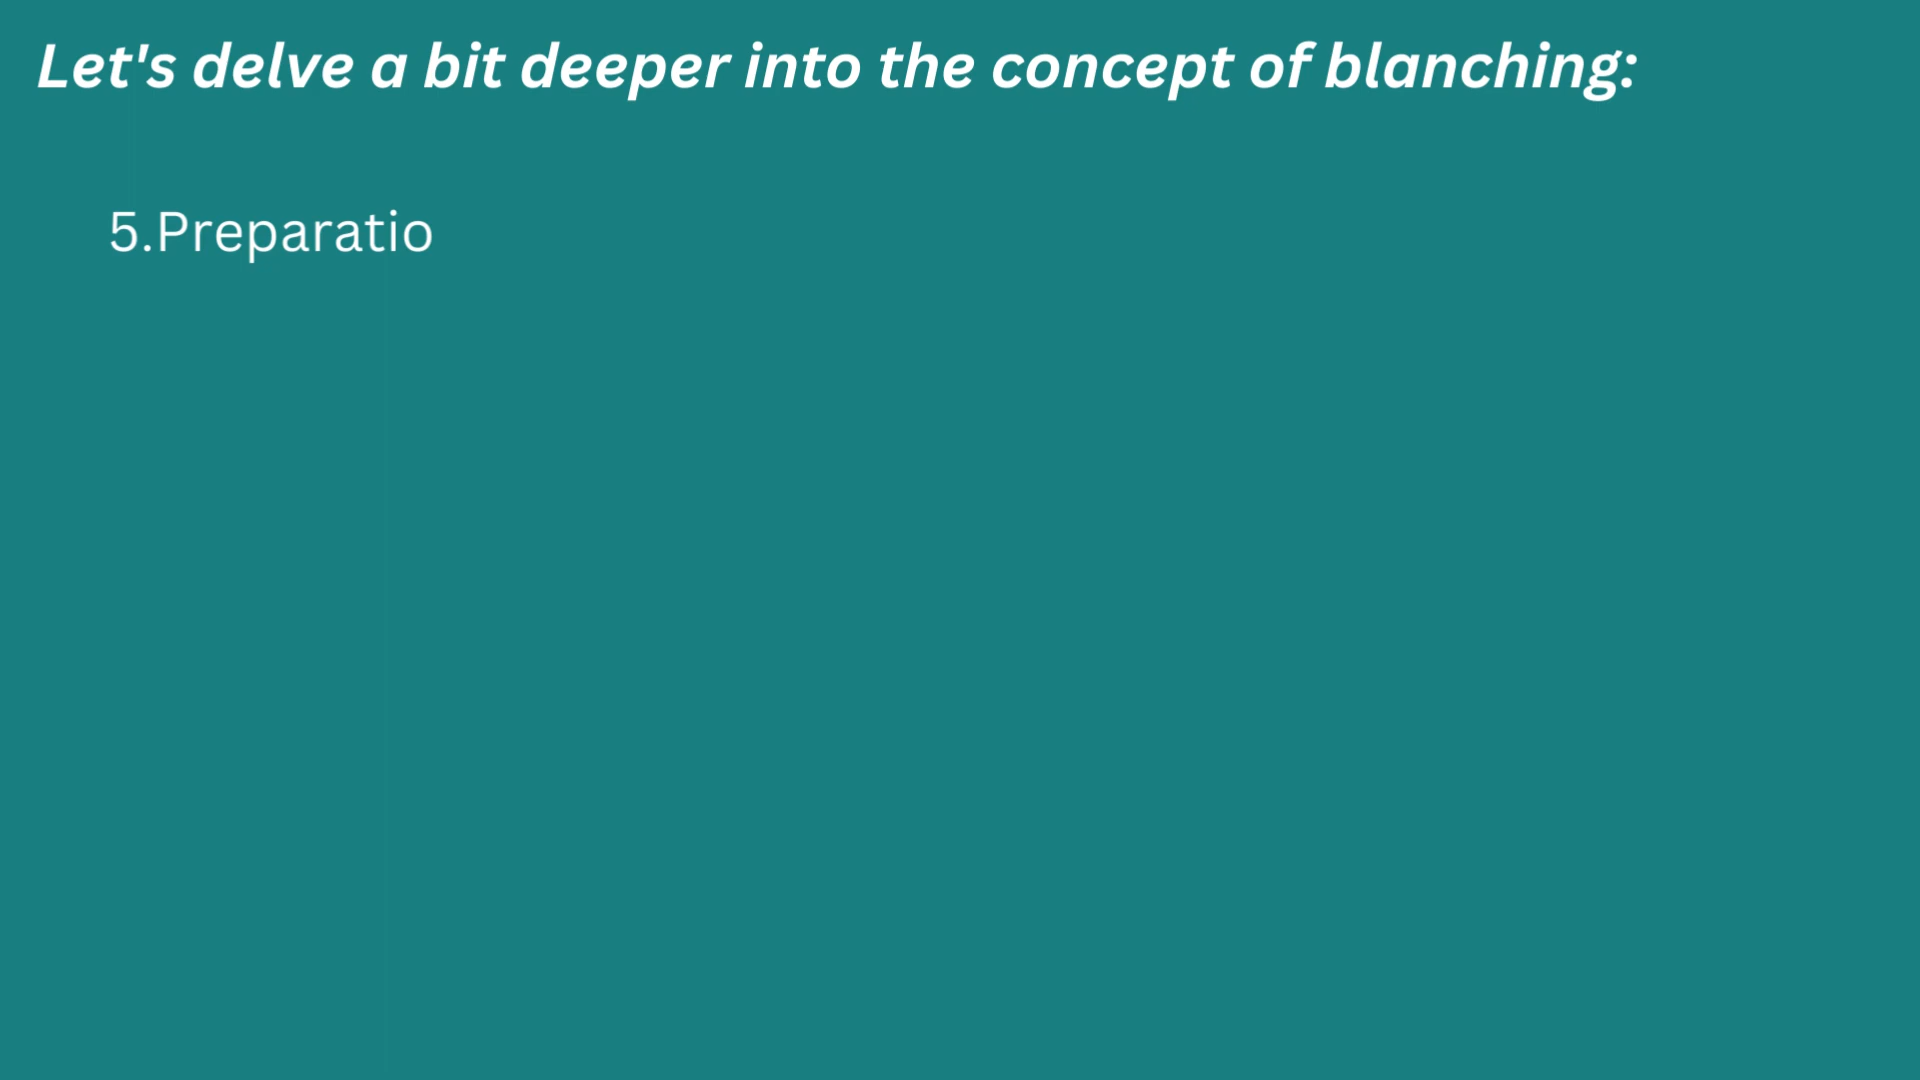 Let's delve a bit deeper into the concept of blanching:
5.Preparatio